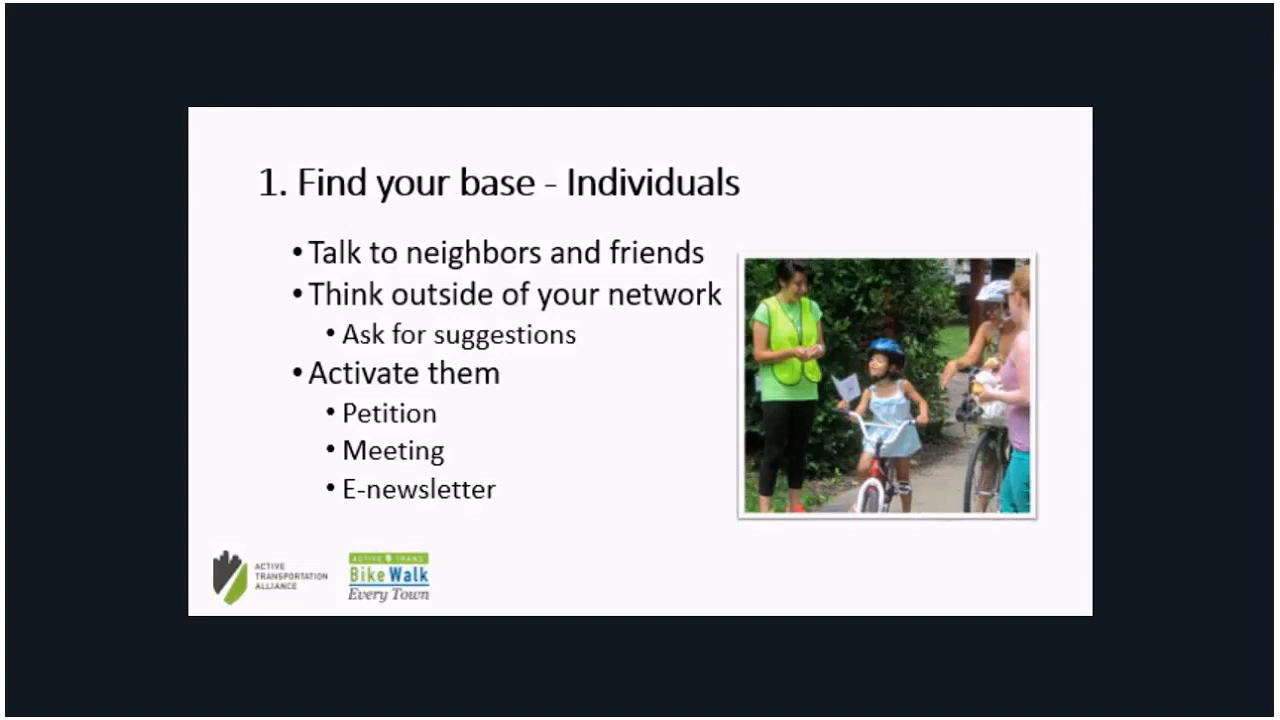 1. Find your base - Individuals
•Talk to neighbors and friends
•Think outside of your network
•Ask for suggestions
•Activate them
•Petition
•Meeting
•E-newsletter
ACTIVE
TRANSPORTATION
ALLIANCE
ACTIVE TRANS
Bike Walk
Every Town